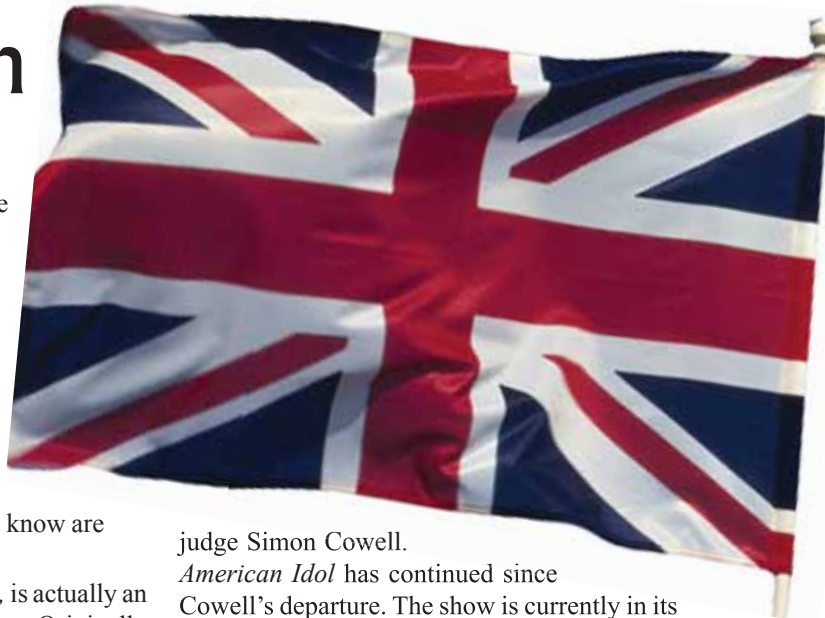 n
e
know are
, is actually an
judge Simon Cowell.
American Idol has continued since
Cowell's departure. The show is currently in its